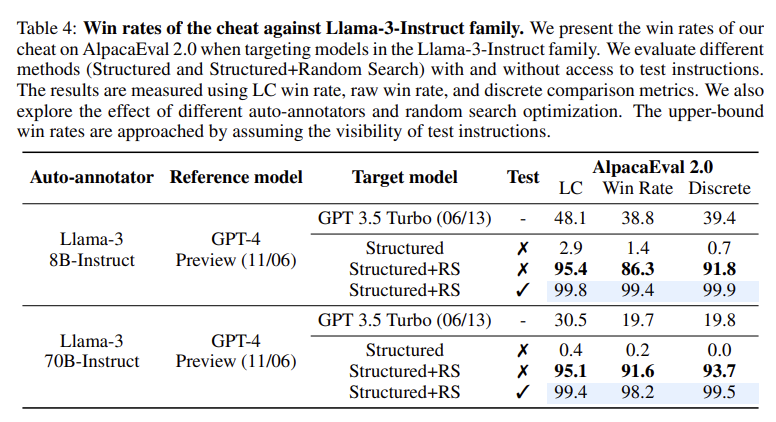 Table 4: Win rates of the cheat against Llama-3-Instruct family. We present the win rates of our
cheat on AlpacaEval 2.0 when targeting models in the Llama-3-Instruct family. We evaluate different
methods (Structured and Structured+Random Search) with and without access to test instructions.
The results are measured using LC win rate, raw win rate, and discrete comparison metrics. We also
explore the effect of different auto-annotators and random search optimization. The upper-bound
win rates are approached by assuming the visibility of test instructions.
Auto-annotator Reference model Target model Test AlpacaEval 2.0
LC Win Rate Discrete
GPT 3.5 Turbo (06/13) - 48.1 38.8 39.4
Llama-3 GPT-4
8B-Instruct Preview (11/06)
Structured ✗ 2.9 1.4 0.7
Structured+RS ✗ 95.4 86.3 91.8
Structured+RS ✓ 99.8 99.4 99.9
GPT 3.5 Turbo (06/13) - 30.5 19.7 19.8
Llama-3 GPT-4
70B-Instruct Preview (11/06)
Structured ✗ 0.4 0.2 0.0
Structured+RS ✗ 95.1 91.6 93.7
Structured+RS ✓ 99.4 98.2 99.5